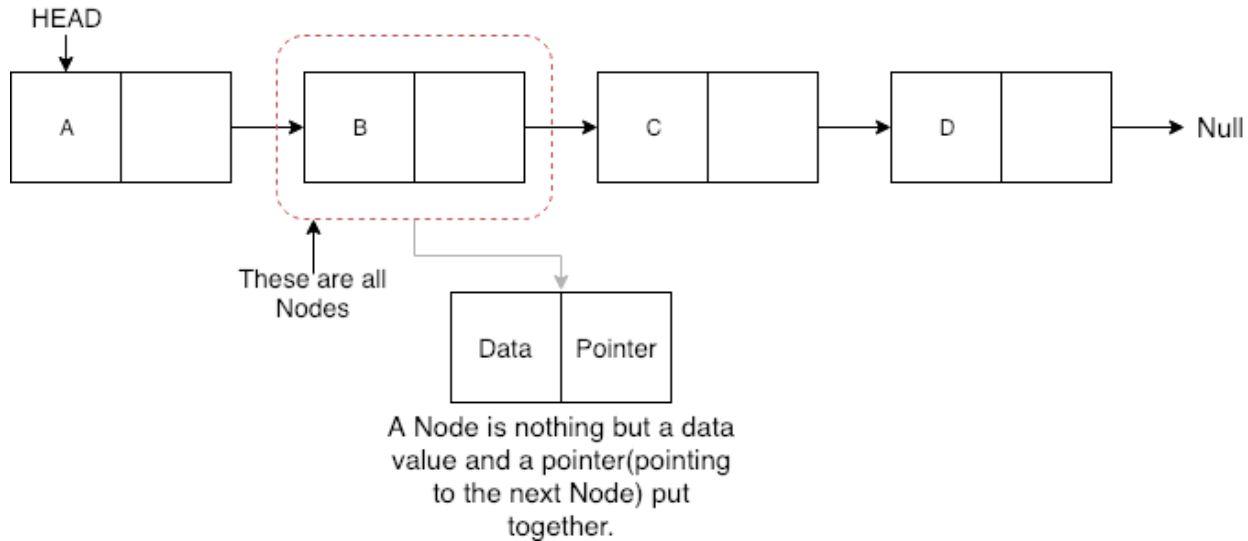 HEAD
A
B
C
D
Null
These are all
Nodes
Data
Pointer
A Node is nothing but a data
value and a pointer(pointing
to the next Node) put
together.